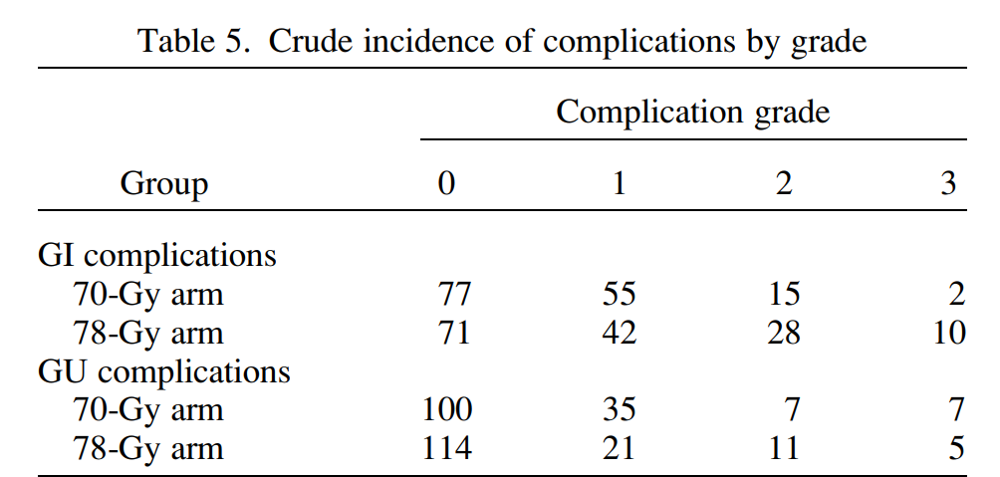 Table 5. Crude incidence of complications by grade
Complication grade
Group 0 1 2 3
GI complications
70-Gy arm 77 55 15 2
78-Gy arm 71 42 28 10
GU complications
70-Gy arm 100 35 7 7
78-Gy arm 114 21 11 5